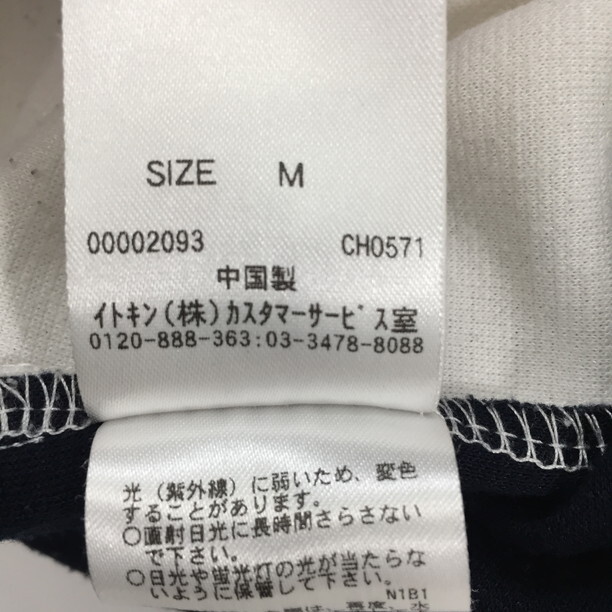 SIZE M
00002093 CH0571
中国製
イトキン(株)カスタマーサービス室
0120-888-363:03-3478-8088
光(紫外線)に弱いため、変色
することがあります。
○直射日光に長時間さらさない
で下さい。
○日光や蛍光灯の光が当たらな
いように保管して下さい。
N1B1